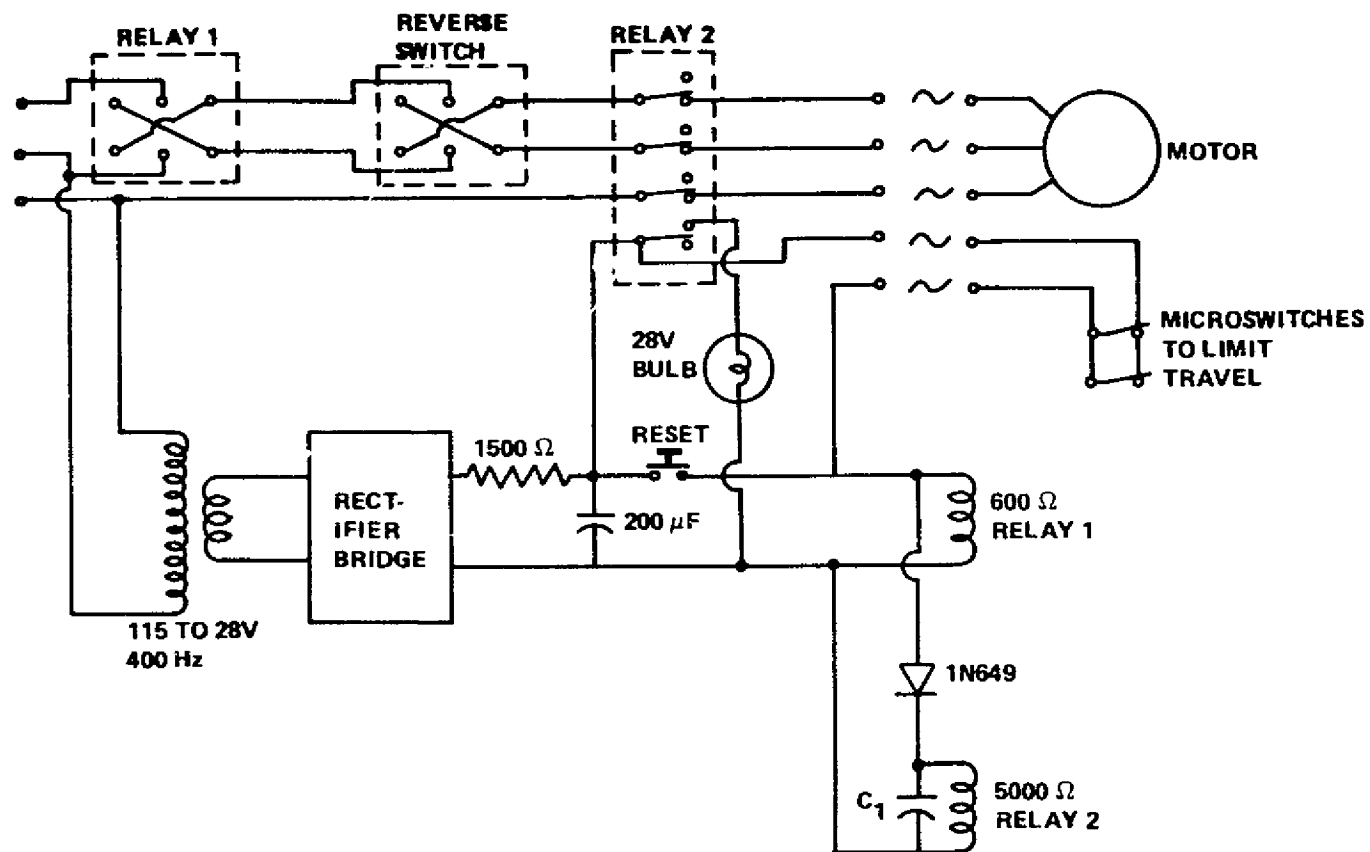 RELAY 1
REVERSE
SWITCH
RELAY 2
MOTOR
MICROSWITCHES
TO LIMIT
TRAVEL
28V
BULB
RESET
1500 Ω
RECT-
IFIER
BRIDGE
200 μF
600 Ω
RELAY 1
115 TO 28V
400 Hz
1N649
C1
5000 Ω
RELAY 2